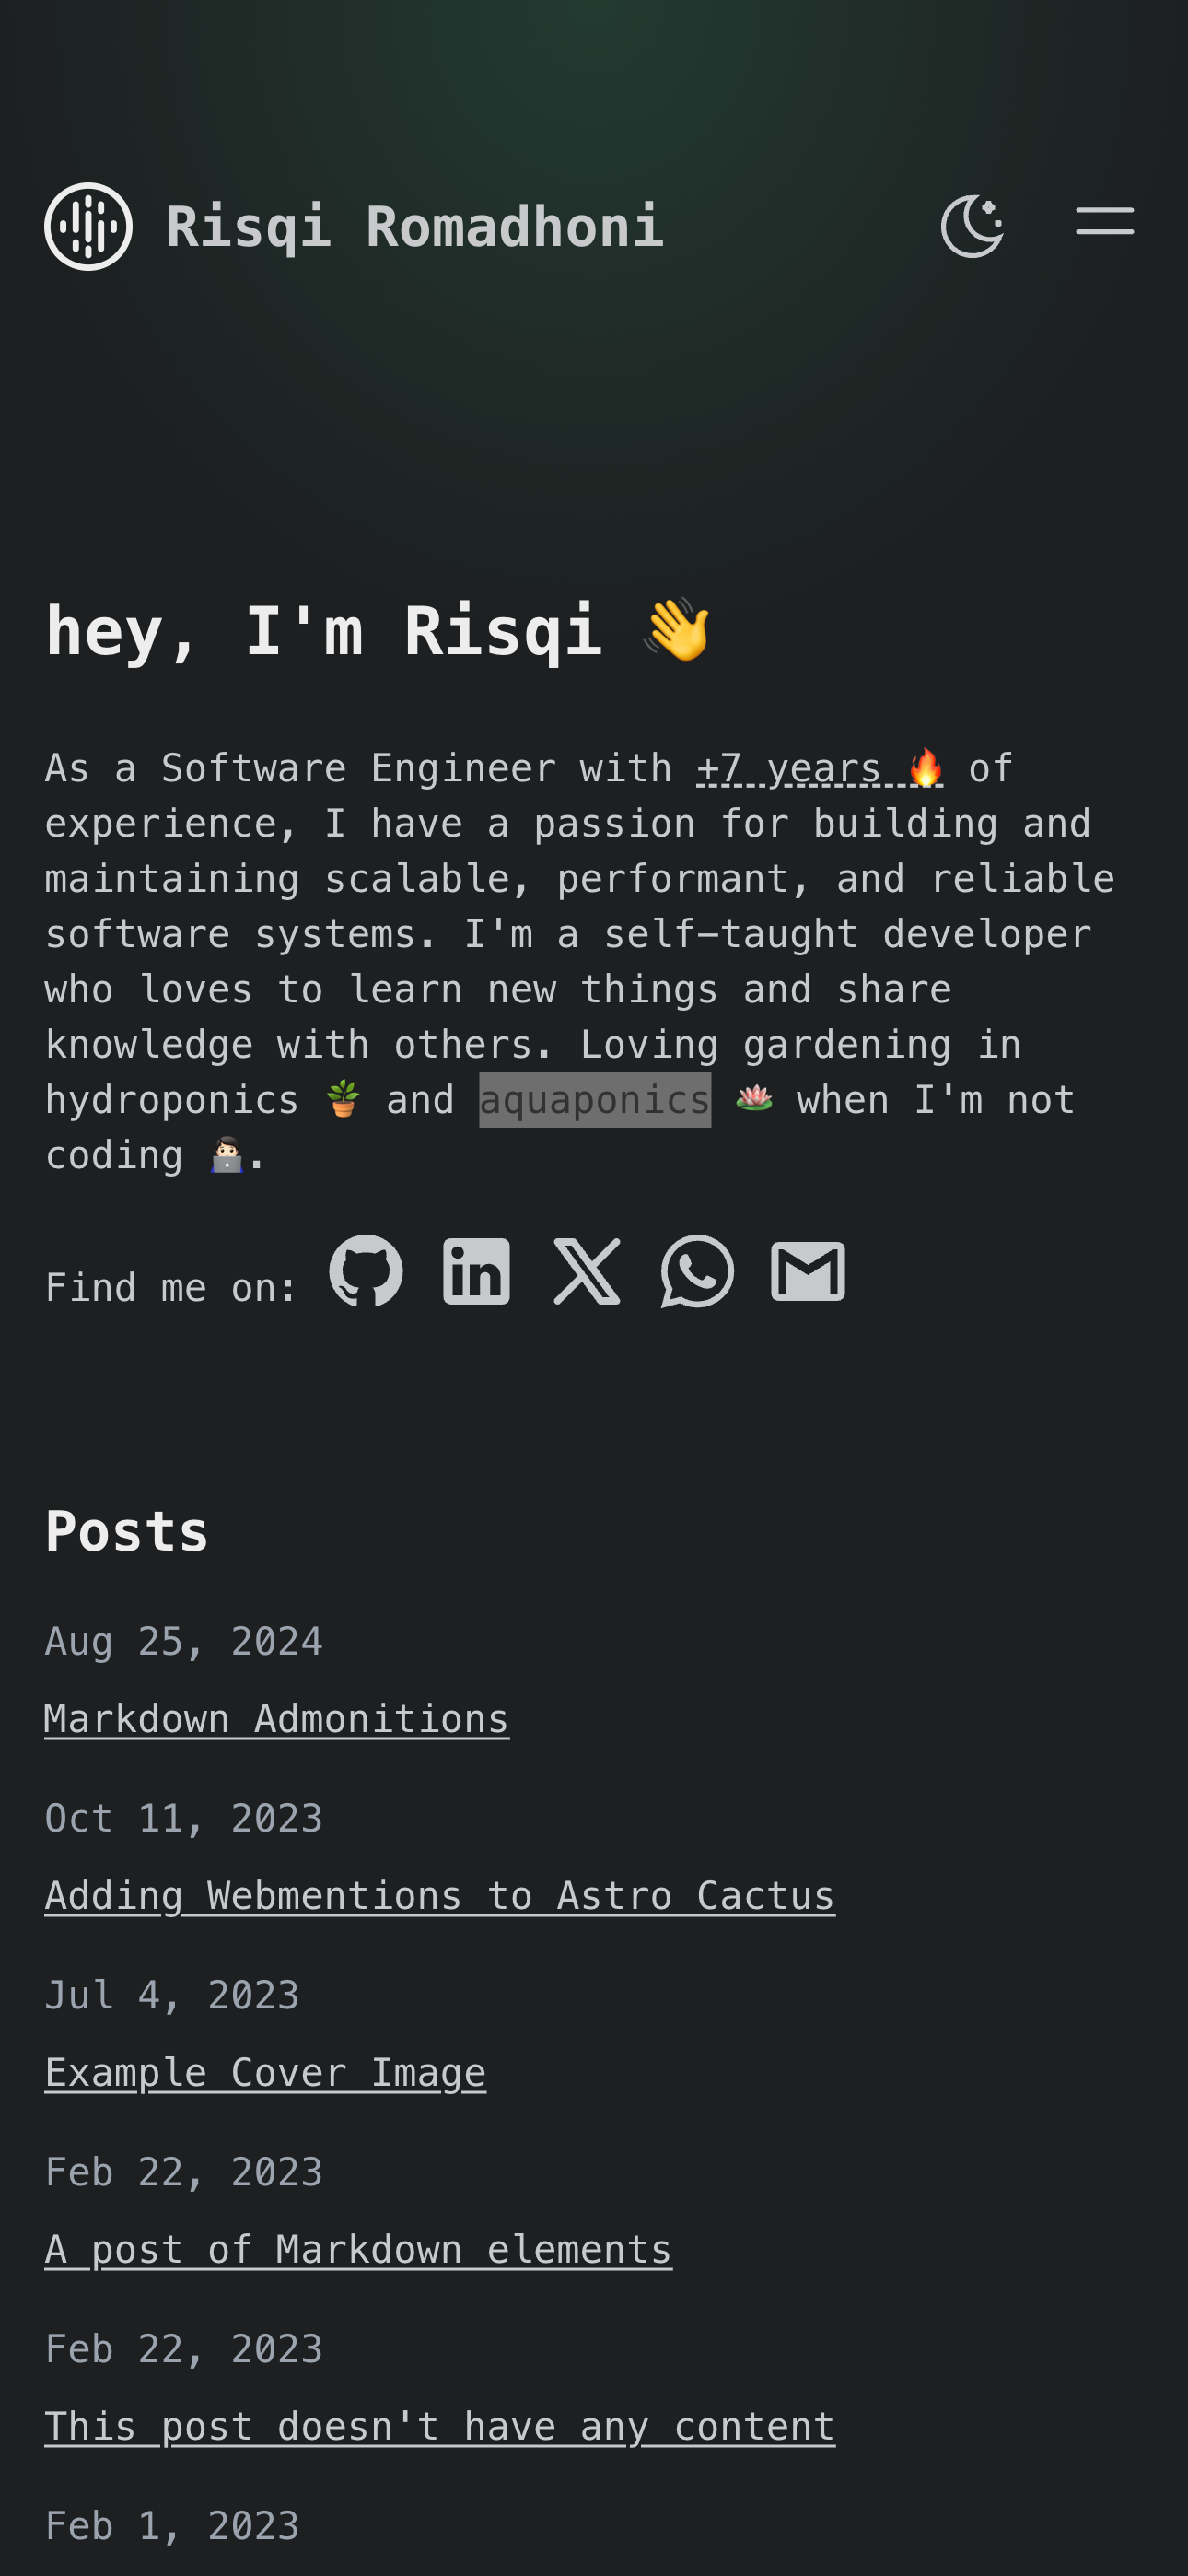 Risqi Romadhoni
hey, I'm Risqi 👋
As a Software Engineer with +7 years 🔥 of
experience, I have a passion for building and
maintaining scalable, performant, and reliable
software systems. I'm a self-taught developer
who loves to learn new things and share
knowledge with others. Loving gardening in
hydroponics 🪴 and aquaponics 🪷 when I'm not
coding 🧑🏻‍💻.
Find me on:
Posts
Aug 25, 2024
Markdown Admonitions
Oct 11, 2023
Adding Webmentions to Astro Cactus
Jul 4, 2023
Example Cover Image
Feb 22, 2023
A post of Markdown elements
Feb 22, 2023
This post doesn't have any content
Feb 1, 2023